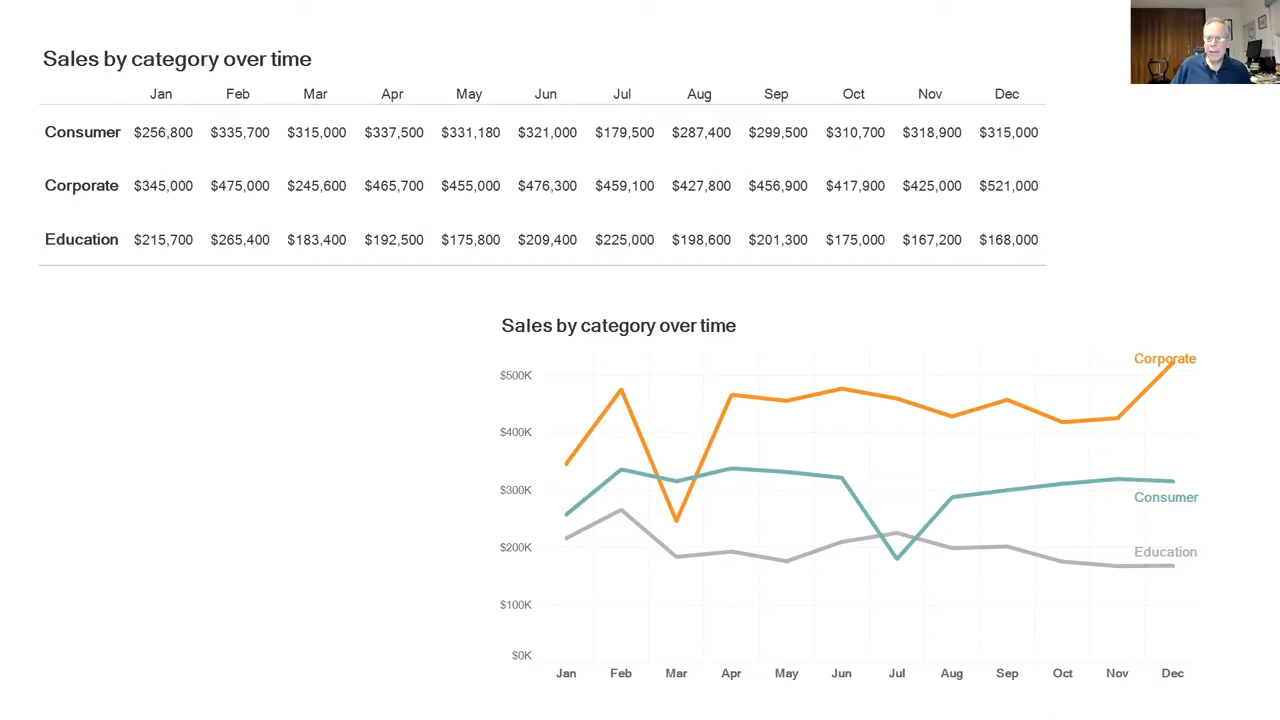 Sales by category over time
Jan Feb Mar Apr May Jun Jul Aug Sep Oct Nov Dec
Consumer $256,800 $335,700 $315,000 $337,500 $331,180 $321,000 $179,500 $287,400 $299,500 $310,700 $318,900 $315,000
Corporate $345,000 $475,000 $245,600 $465,700 $455,000 $476,300 $459,100 $427,800 $456,900 $417,900 $425,000 $521,000
Education $215,700 $265,400 $183,400 $192,500 $175,800 $209,400 $225,000 $198,600 $201,300 $175,000 $167,200 $168,000
Sales by category over time
Corporate
$500K
$400K
$300K
Consumer
$200K
Education
$100K
$0K
Jan Feb Mar Apr May Jun Jul Aug Sep Oct Nov Dec